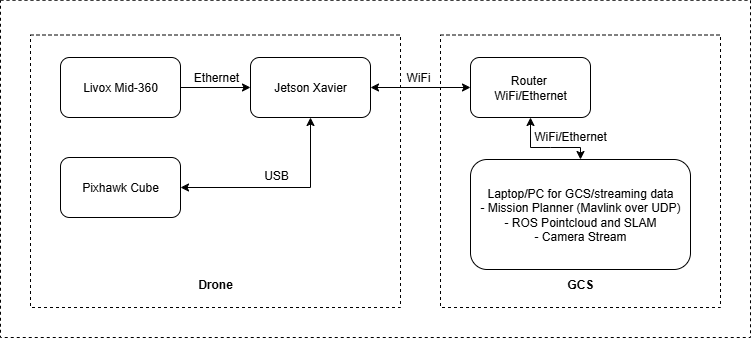 Livox Mid-360
Ethernet
Jetson Xavier
WiFi
Router
WiFi/Ethernet
WiFi/Ethernet
Pixhawk Cube
USB
Laptop/PC for GCS/streaming data
- Mission Planner (Mavlink over UDP)
- ROS Pointcloud and SLAM
- Camera Stream
Drone
GCS